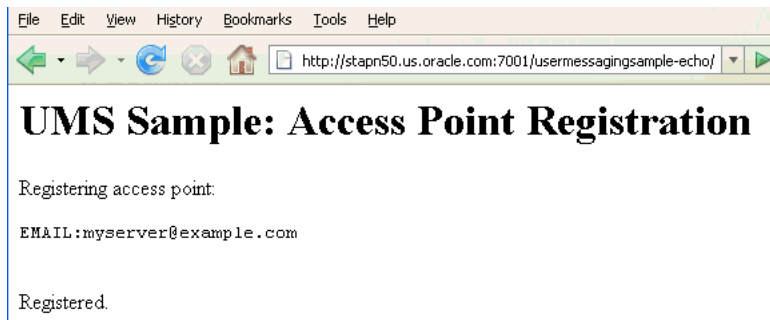 File Edit View History Bookmarks Tools Help
http://stapn50.us.oracle.com:7001/usermessagingsample-echo/
UMS Sample: Access Point Registration
Registering access point:
EMAIL:myserver@example.com
Registered.